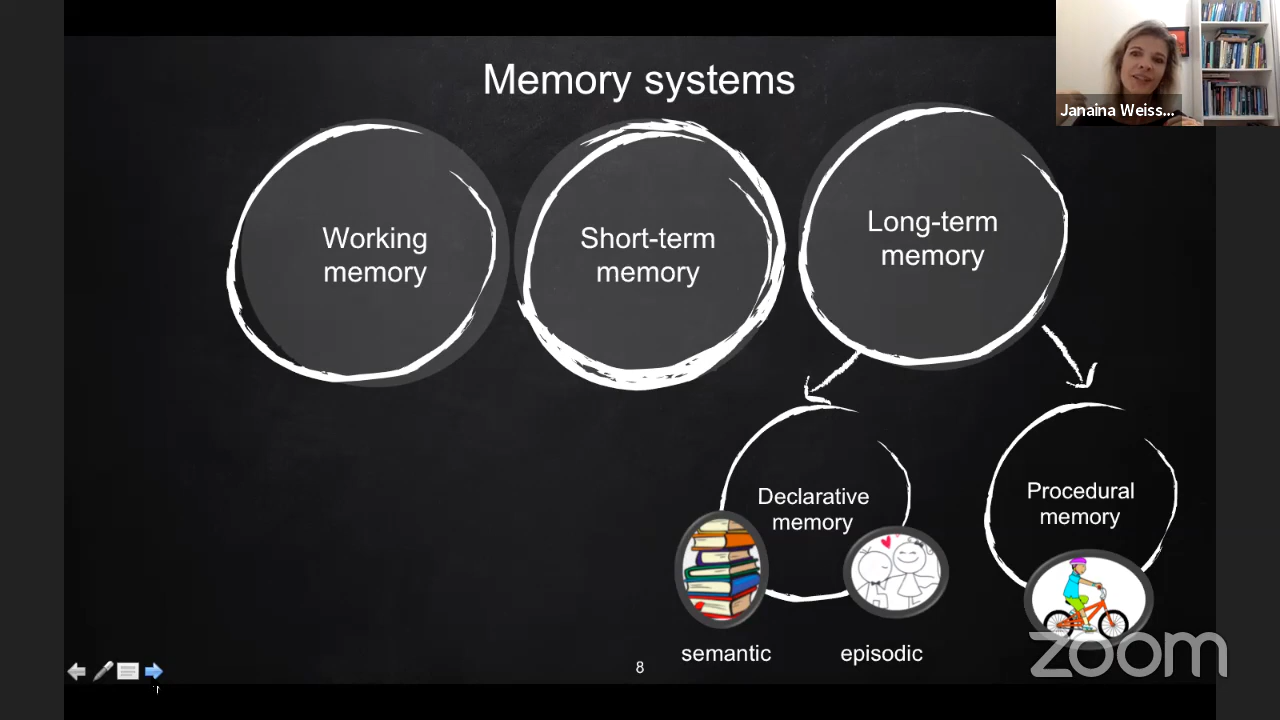 Memory systems
Janaina Weiss...
Working
memory
Short-term
memory
Long-term
memory
Declarative
memory
Procedural
memory
semantic
episodic
8
zoom